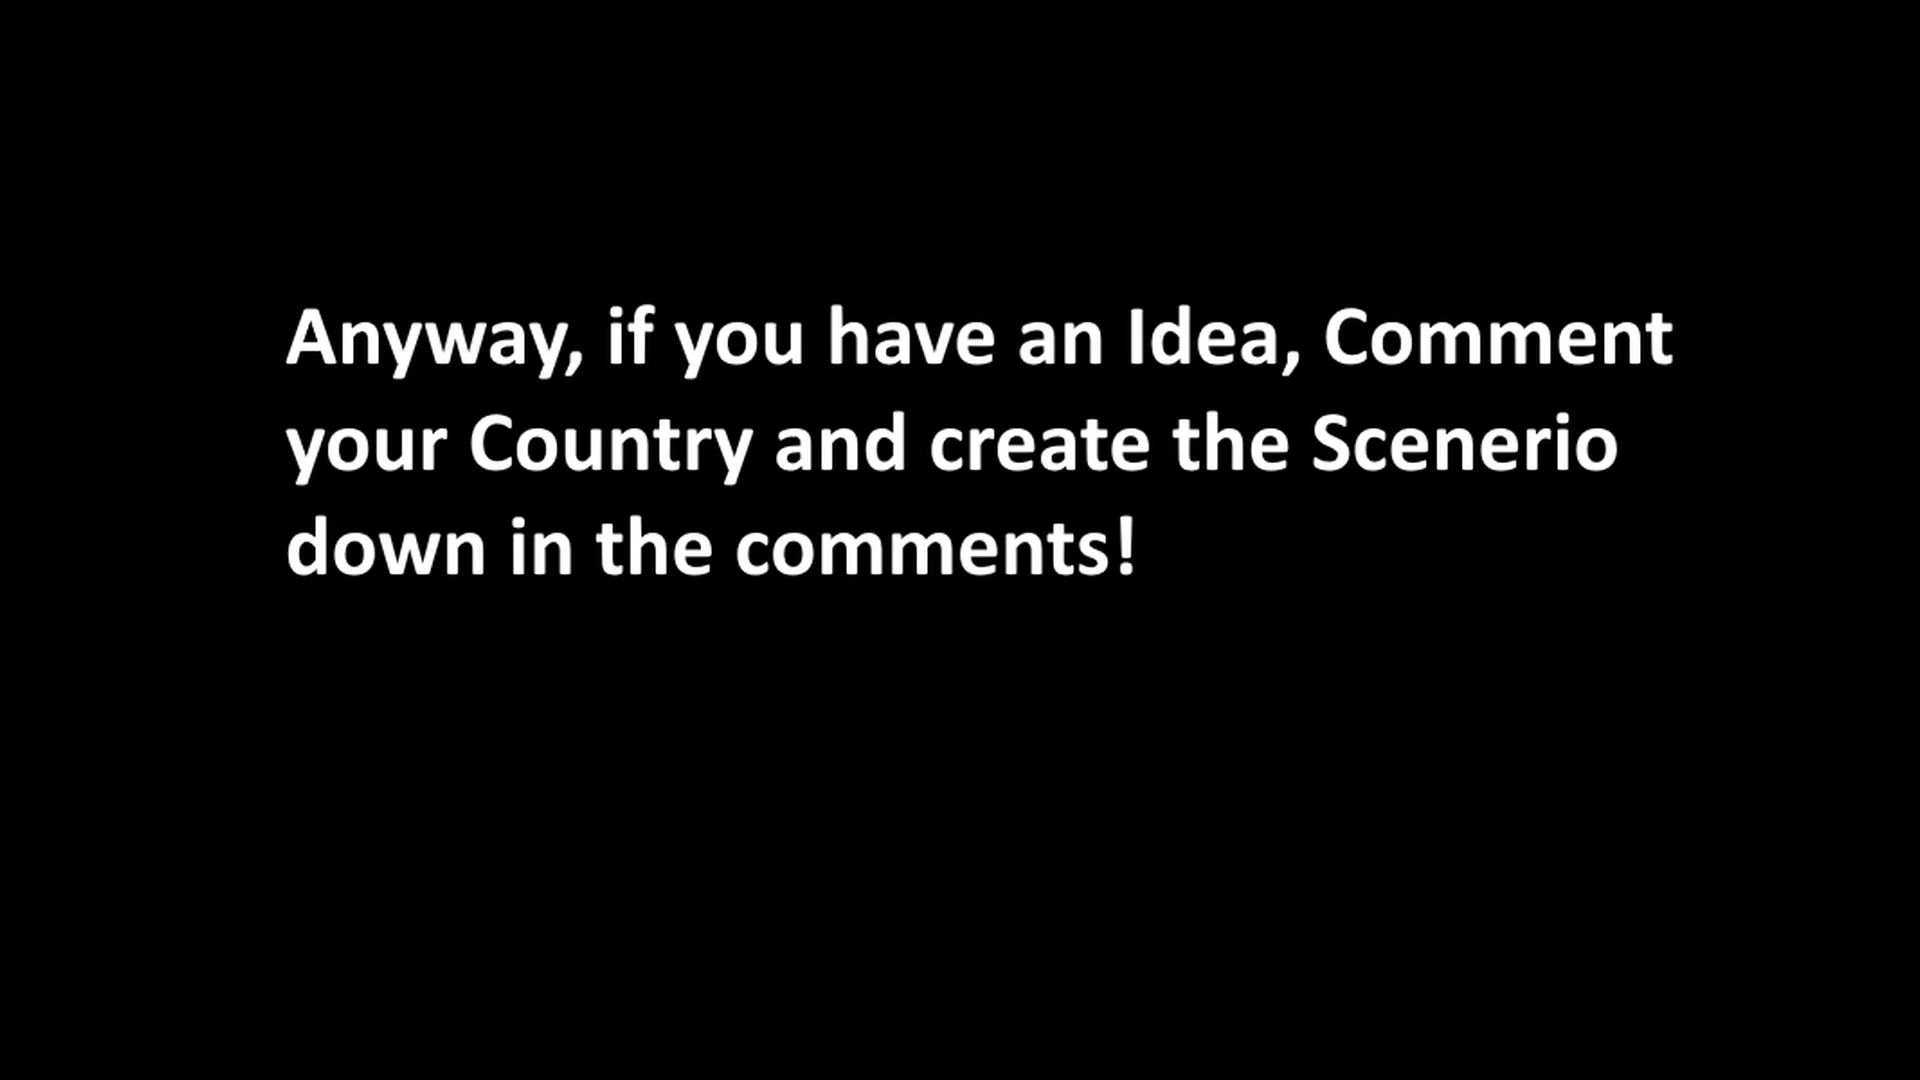 Anyway, if you have an Idea, Comment
your Country and create the Scenerio
down in the comments!